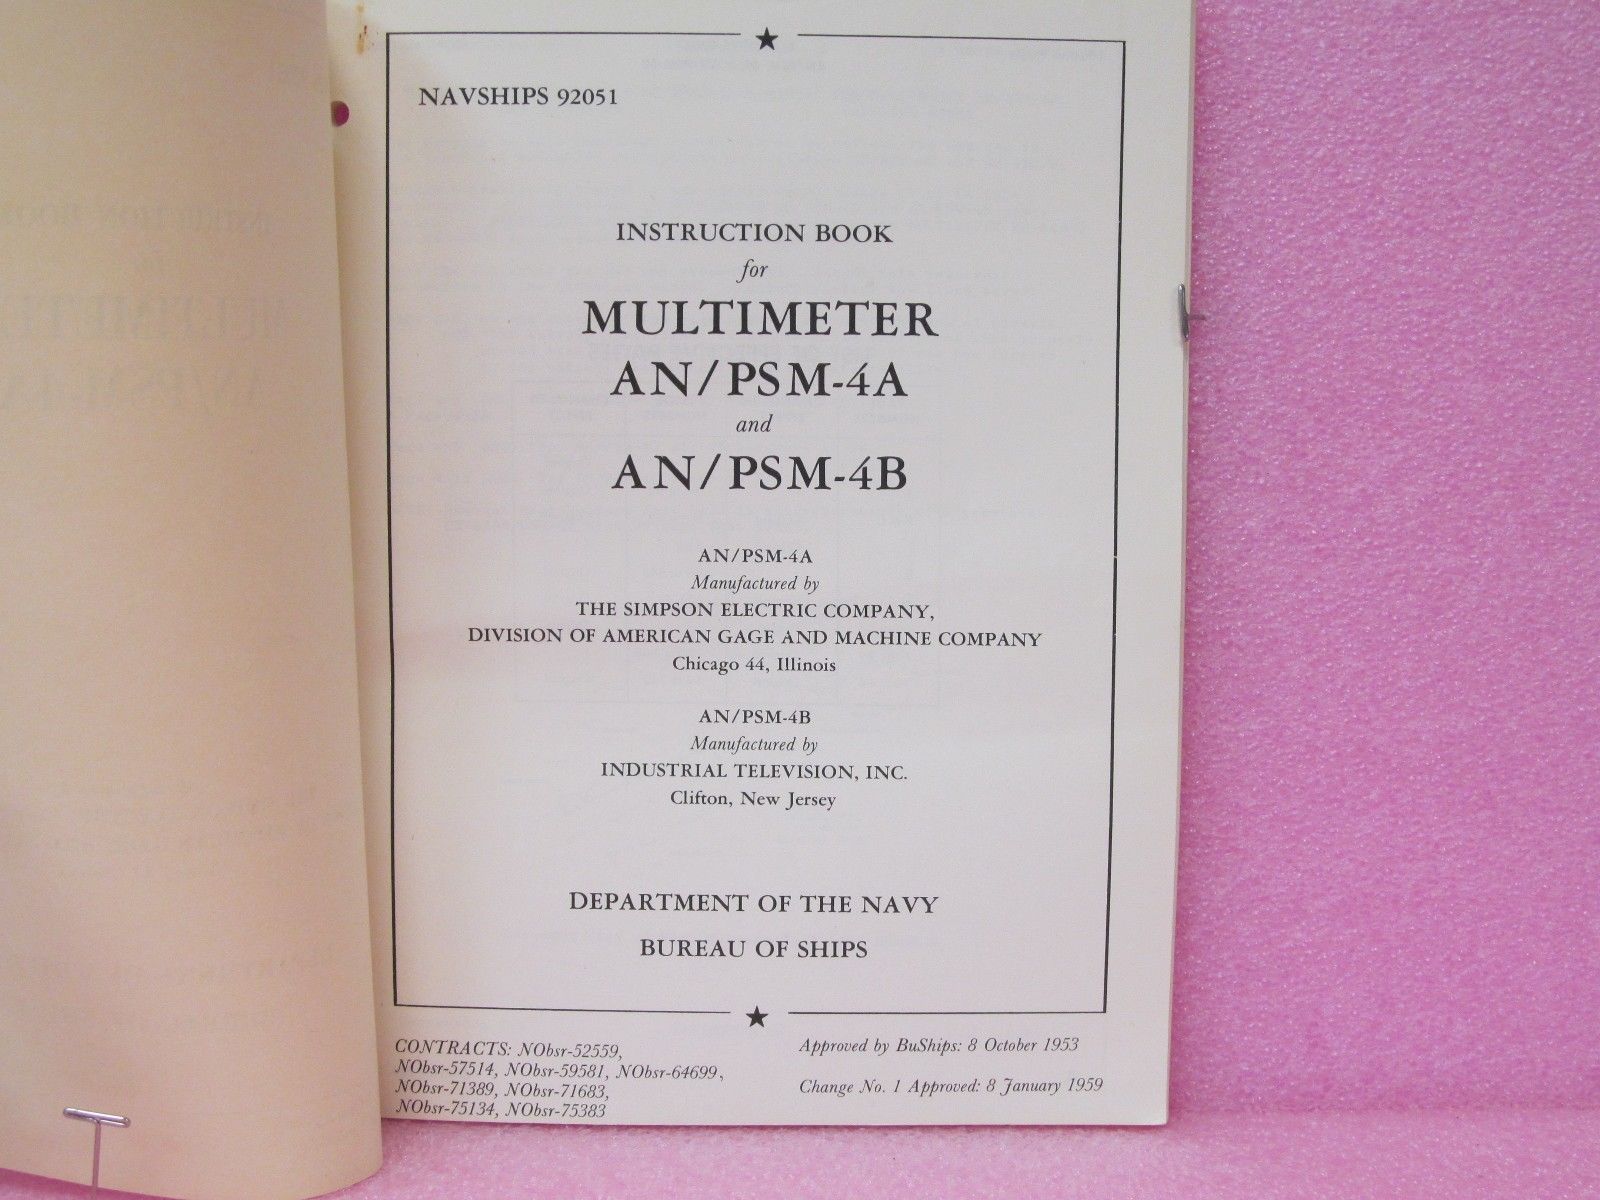 NAVSHIPS 92051
INSTRUCTION BOOK
for
MULTIMETER
AN/PSM-4A
and
AN/PSM-4B
AN/PSM-4A
Manufactured by
THE SIMPSON ELECTRIC COMPANY,
DIVISION OF AMERICAN GAGE AND MACHINE COMPANY
Chicago 44, Illinois
AN/PSM-4B
Manufactured by
INDUSTRIAL TELEVISION, INC.
Clifton, New Jersey
DEPARTMENT OF THE NAVY
BUREAU OF SHIPS
CONTRACTS: NObsr-52559,
NObsr-57514, NObsr-59581, NObsr-64699,
NObsr-71389, NObsr-71683,
NObsr-75134, NObsr-75383
Approved by BuShips: 8 October 1953
Change No. 1 Approved: 8 January 1959